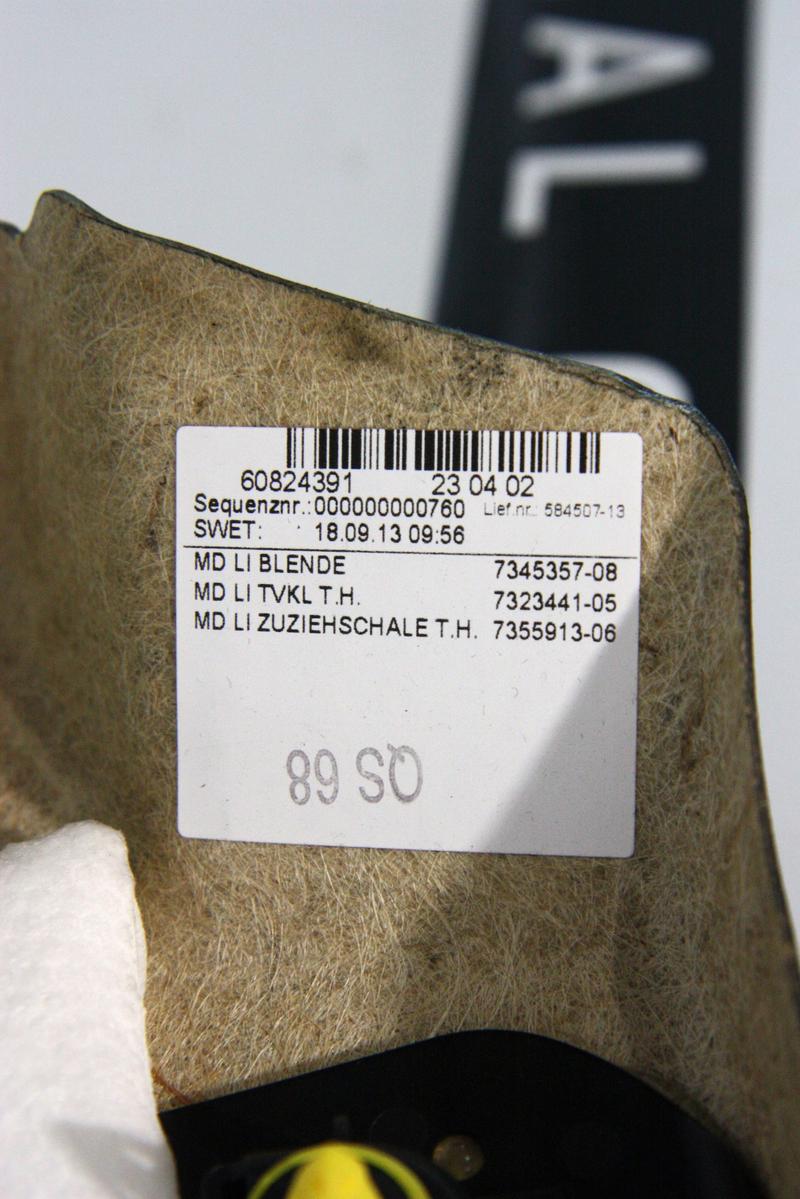 AL
60824391 23 04 02
Sequenznr.: 000000000760 Lief.nr.: 584507-13
SWET: 18.09.13 09:56
MD LI BLENDE 7345357-08
MD LI TVKL T.H. 7323441-05
MD LI ZUZIEHSCHALE T.H. 7355913-06
QS 68